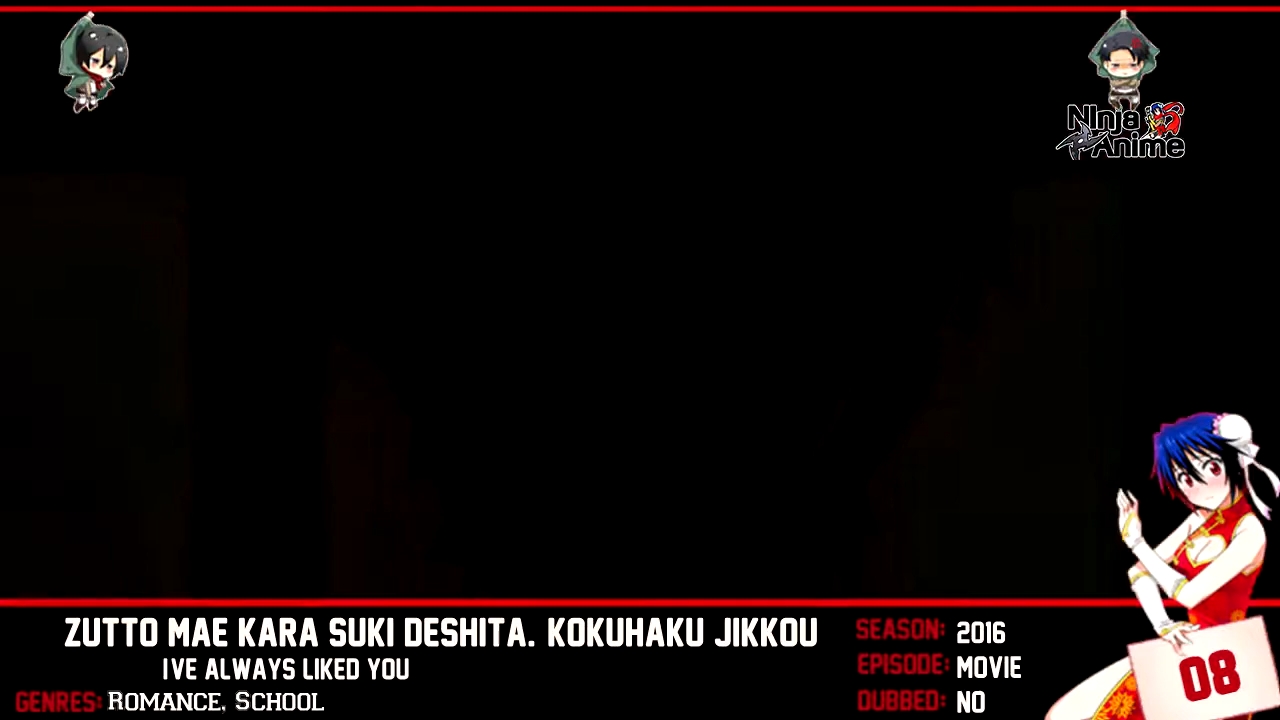 Ninja
Anime
ZUTTO MAE KARA SUKI DESHITA. KOKUHAKU JIKKOU
IVE ALWAYS LIKED YOU
GENRES: ROMANCE, SCHOOL
SEASON: 2016
EPISODE: MOVIE
DUBBED: NO
08